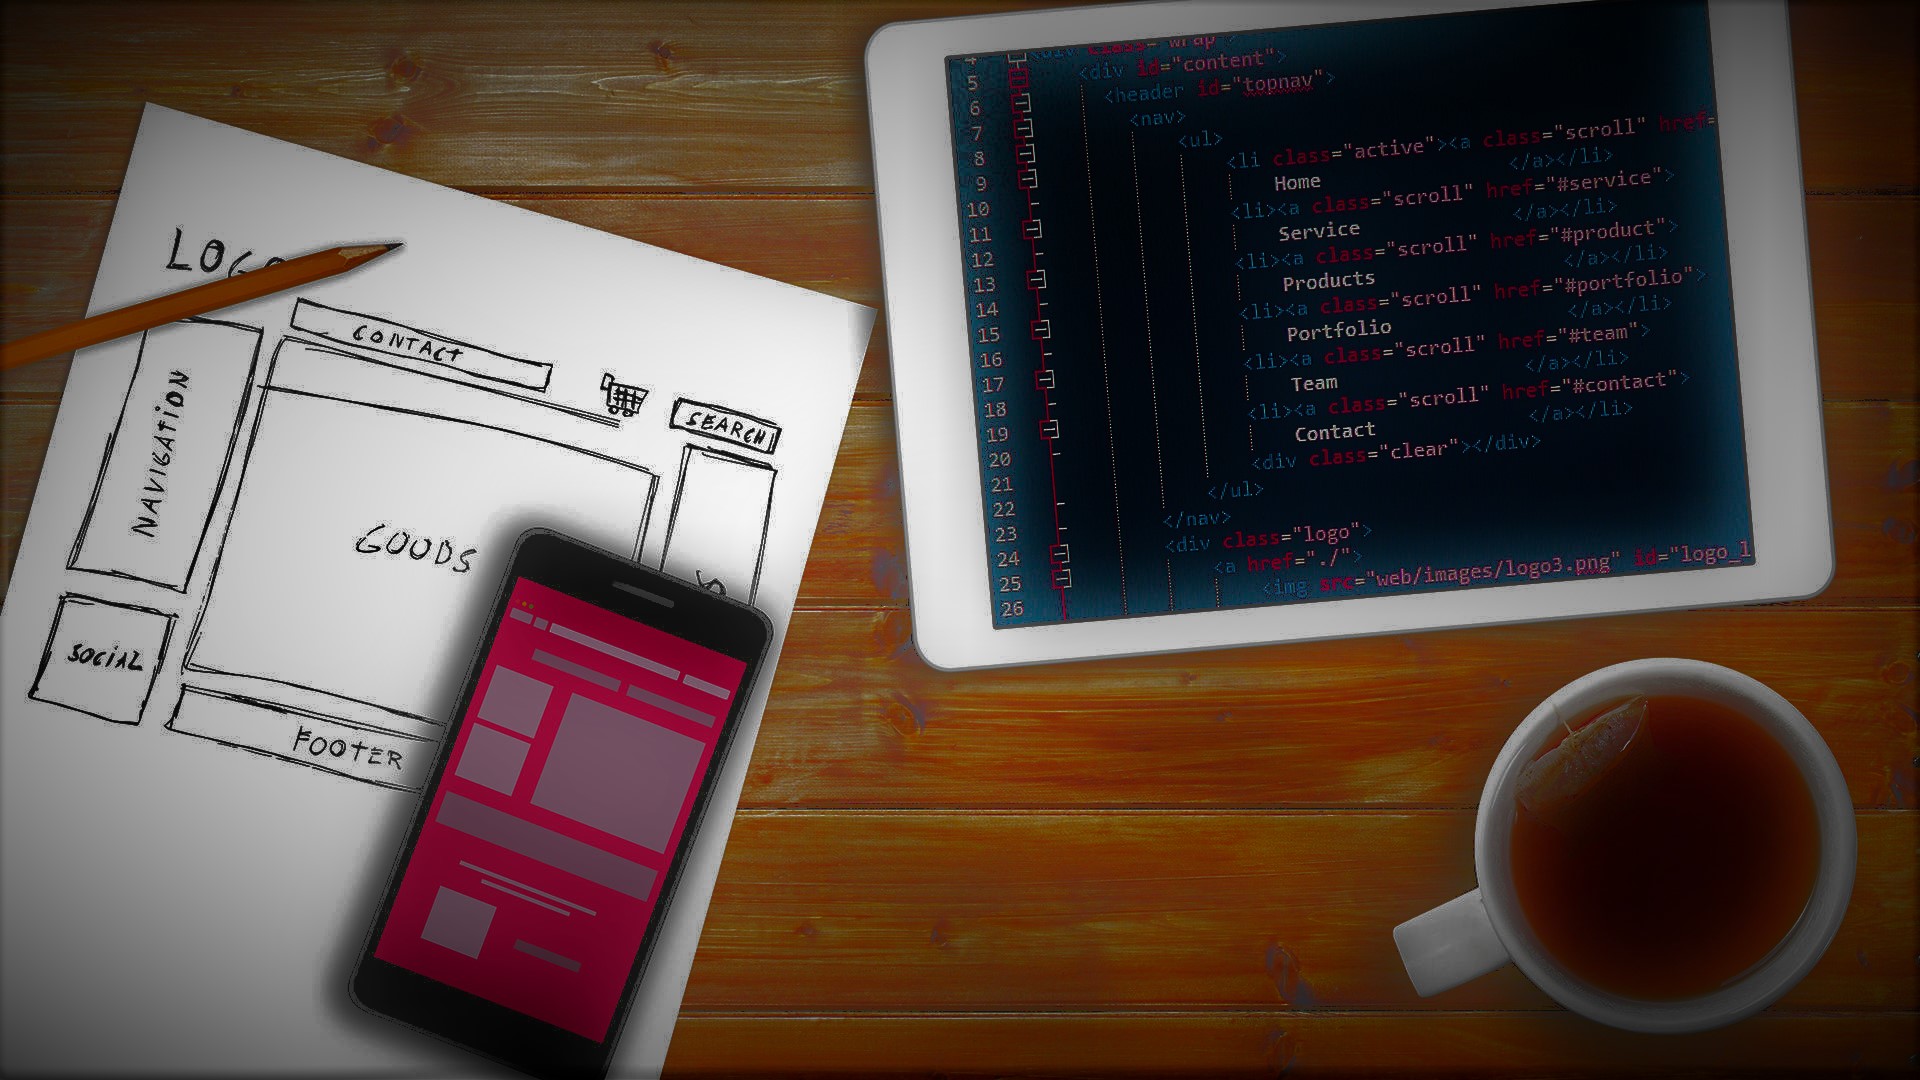 LOGO
CONTACT
NAVIGATION
SEARCH
GOODS
SOCIAL
FOOTER
4 <div class="wrap">
5 <div id="content">
6 <header id="topnav">
7 <nav>
8 <ul>
9 <li class="active"><a class="scroll" href=
10 Home </a></li>
11 <li><a class="scroll" href="#service">
12 Service </a></li>
13 <li><a class="scroll" href="#product">
14 Products </a></li>
15 <li><a class="scroll" href="#portfolio">
16 Portfolio </a></li>
17 <li><a class="scroll" href="#team">
18 Team </a></li>
19 <li><a class="scroll" href="#contact">
20 Contact </a></li>
21 <div class="clear"></div>
22 </ul>
23 </nav>
24 <div class="logo">
25 <a href="./">
26 <img src="web/images/logo3.png" id="logo_1